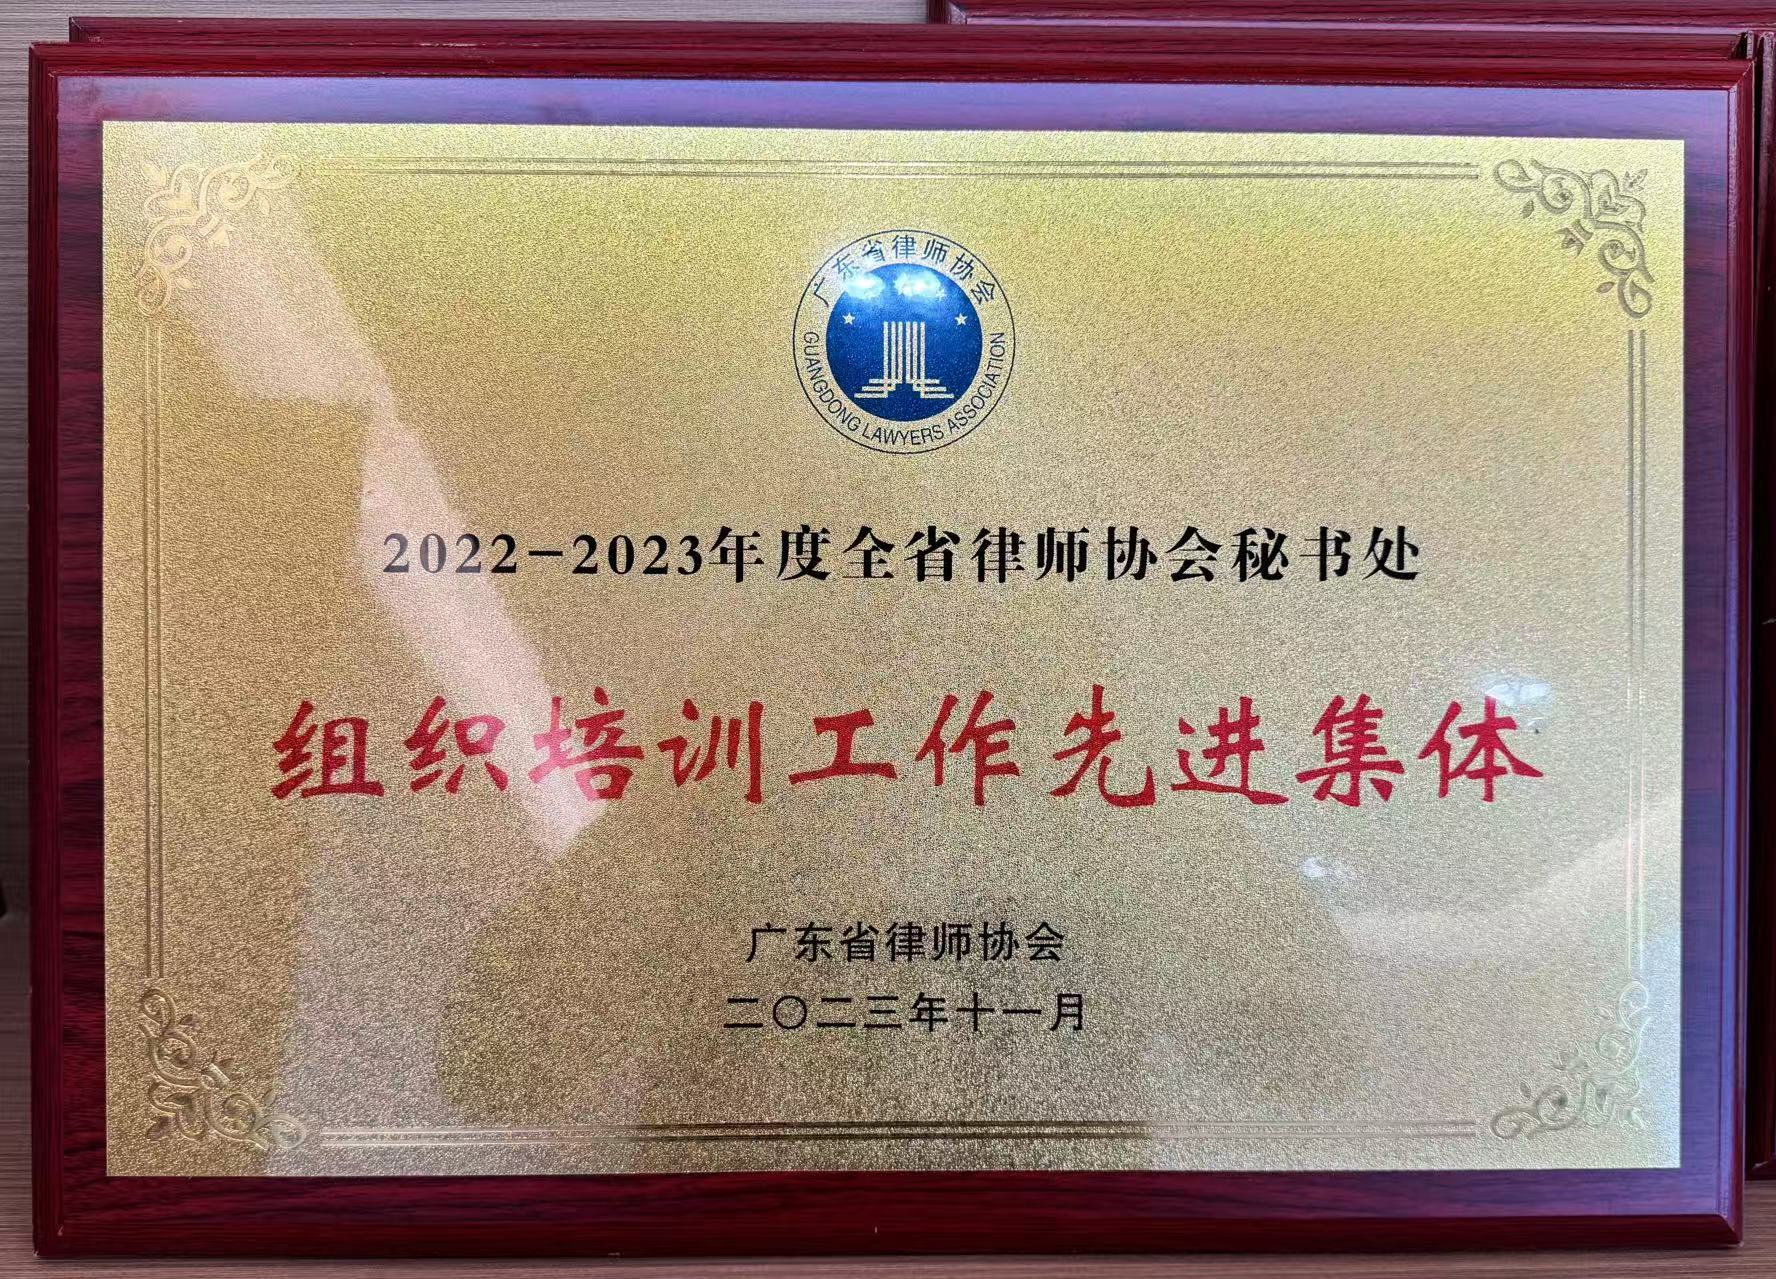 广东省律师协会
GUANGDONG LAWYERS ASSOCIATION
2022-2023年度全省律师协会秘书处
组织培训工作先进集体
广东省律师协会
二〇二三年十一月